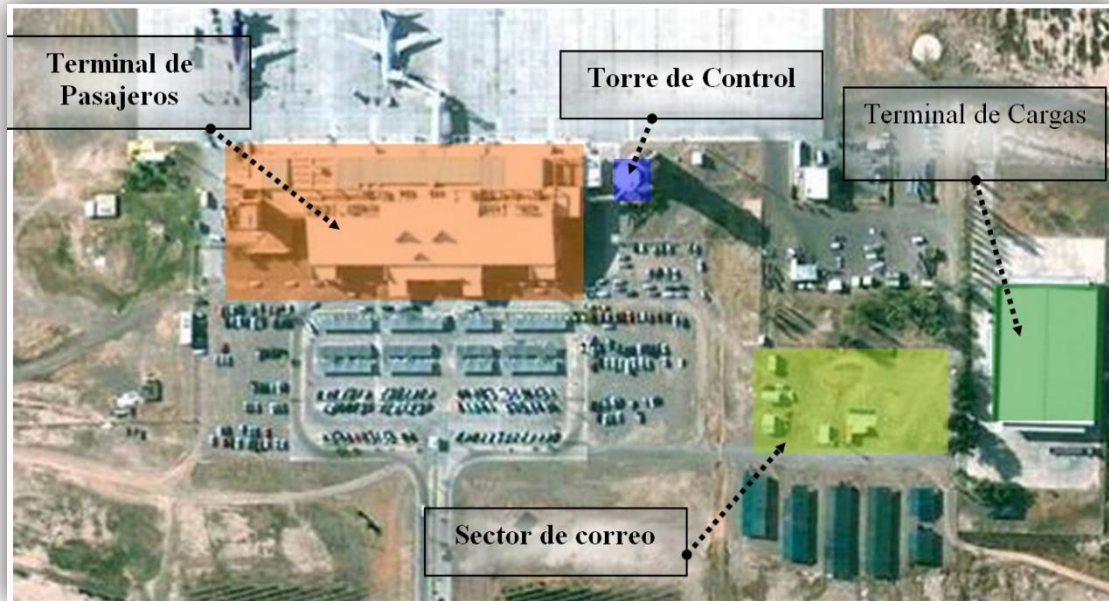 Terminal de
Pasajeros
Torre de Control
Terminal de Cargas
Sector de correo